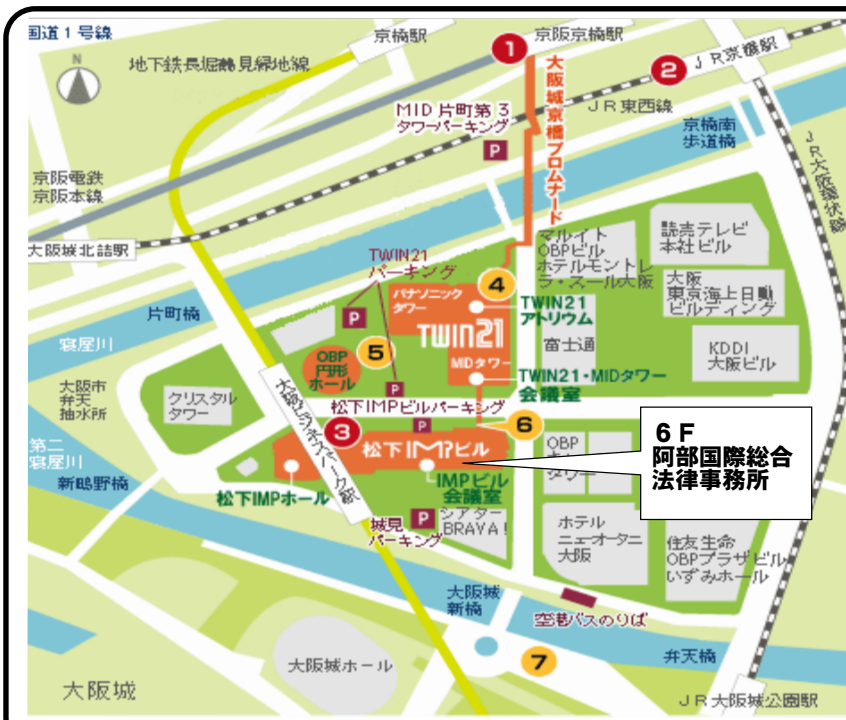 国道1号線
京橋駅
京阪京橋駅
1
N
地下鉄長堀鶴見緑地線
2
JR京橋駅
大阪城京橋プロムナード
MID片町第3
タワーパーキング
P
JR東西線
京橋南
歩道橋
JR大阪環状線
京阪電鉄
京阪本線
大阪城北詰駅
TWIN21
パーキング
マルイト
OBPビル
ホテルモントレ
ラ・スール大阪
読売テレビ
本社ビル
4
パナソニック
タワー
TWIN21
アトリウム
大阪
東京海上日動
ビルディング
片町橋
P
TWIN21
富士通
KDDI
大阪ビル
寝屋川
5
OBP
円形
ホール
MIDタワー
TWIN21・MIDタワー
会議室
大阪市
弁天
抽水所
クリスタル
タワー
P
松下IMPビルパーキング
大阪ビジネスパーク駅
3
P
6
6F
阿部国際総合
法律事務所
第二
寝屋川
松下IMPビル
OBP
タワー
新鴫野橋
松下IMPホール
IMPビル
会議室
城見
パーキング
P
シアター
BRAVA!
ホテル
ニューオータニ
大阪
住友生命
OBPプラザビル
いずみホール
大阪城
新橋
空港バスのりば
7
弁天橋
大阪城ホール
大阪城
JR大阪城公園駅